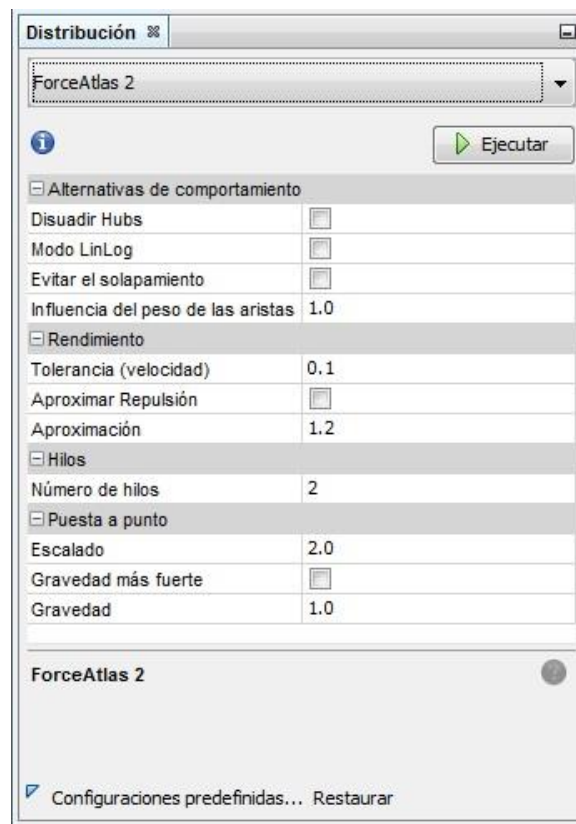 Distribución
ForceAtlas 2
Ejecutar
Alternativas de comportamiento
Disuadir Hubs
Modo LinLog
Evitar el solapamiento
Influencia del peso de las aristas 1.0
Rendimiento
Tolerancia (velocidad) 0.1
Aproximar Repulsión
Aproximación 1.2
Hilos
Número de hilos 2
Puesta a punto
Escalado 2.0
Gravedad más fuerte
Gravedad 1.0
ForceAtlas 2
Configuraciones predefinidas... Restaurar